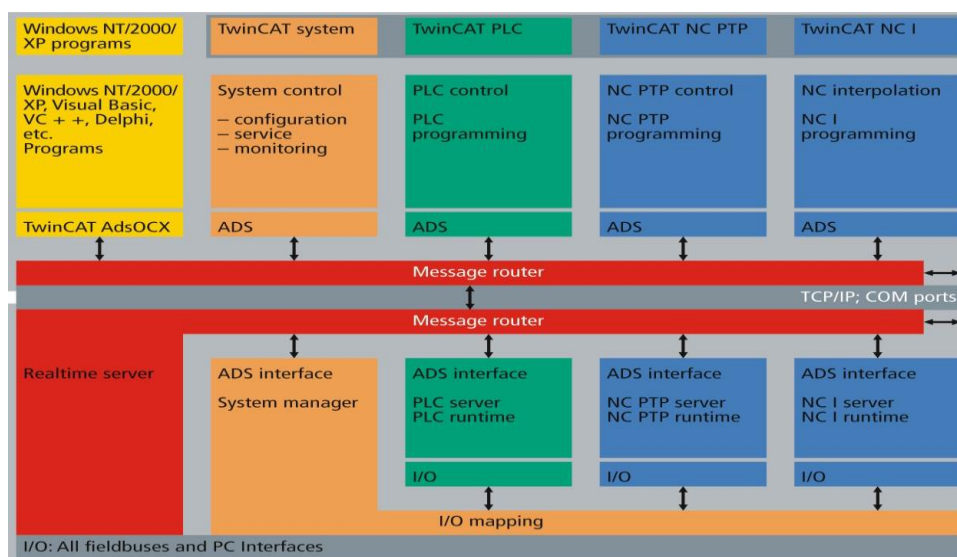 Windows NT/2000/
XP programs
TwinCAT system
TwinCAT PLC
TwinCAT NC PTP
TwinCAT NC I
Windows NT/2000/
XP, Visual Basic,
VC + +, Delphi,
etc.
Programs
System control
– configuration
– service
– monitoring
PLC control
PLC
programming
NC PTP control
NC PTP
programming
NC interpolation
NC I
programming
TwinCAT AdsOCX
ADS
ADS
ADS
ADS
Message router
TCP/IP; COM ports
Message router
Realtime server
ADS interface
System manager
ADS interface
PLC server
PLC runtime
ADS interface
NC PTP server
NC PTP runtime
ADS interface
NC I server
NC I runtime
I/O
I/O
I/O
I/O mapping
I/O: All fieldbuses and PC Interfaces